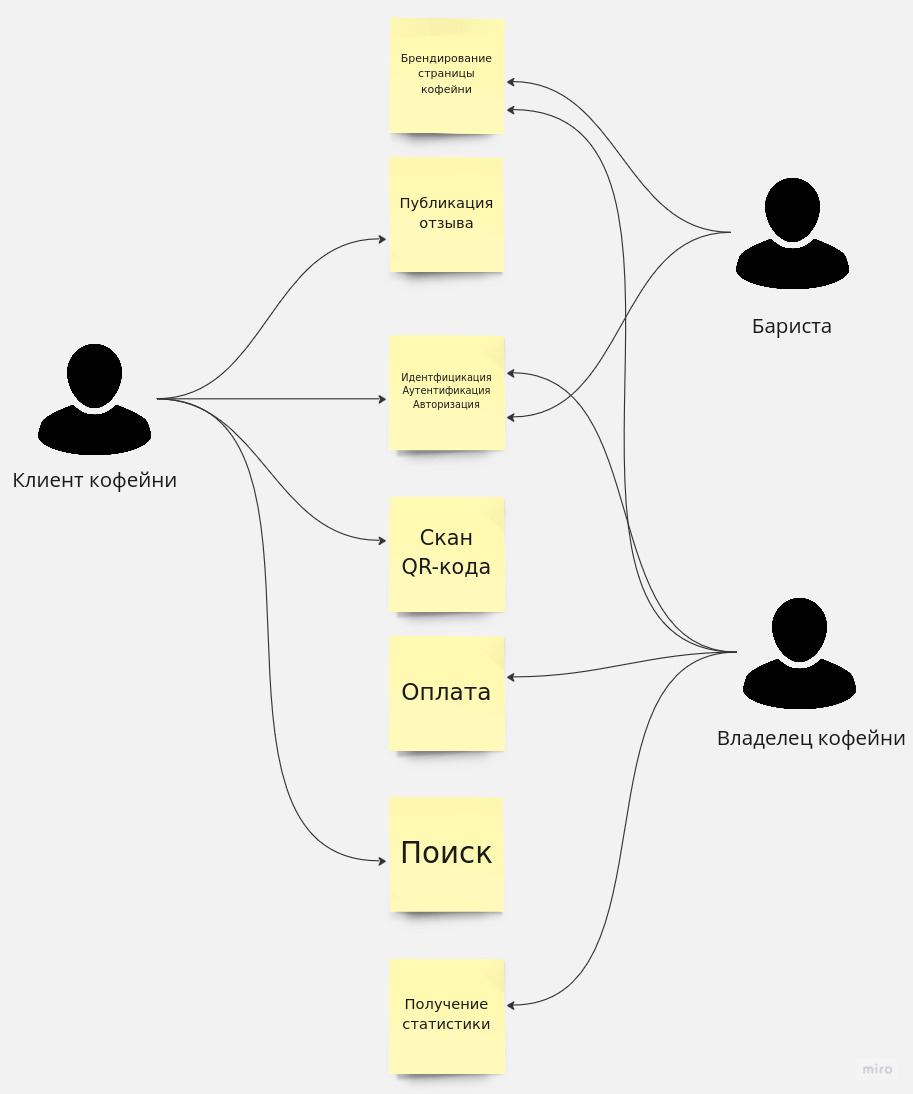 Брендирование
страницы
кофейни
Публикация
отзыва
Бариста
Идентфицикация
Аутентификация
Авторизация
Клиент кофейни
Скан
QR-кода
Оплата
Владелец кофейни
Поиск
Получение
статистики
miro